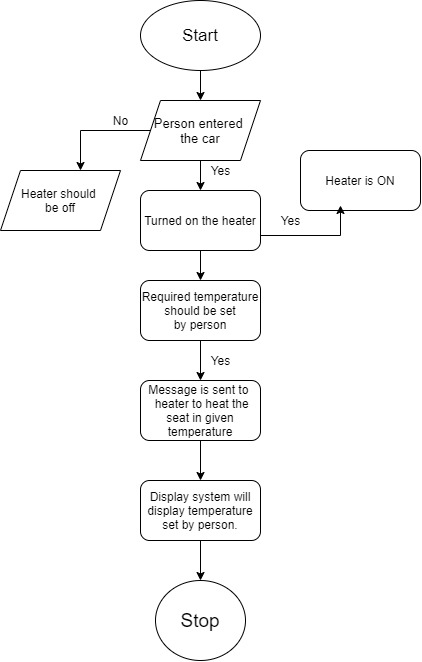 Start
No
Person entered
the car
Yes
Heater should
be off
Heater is ON
Turned on the heater
Yes
Required temperature
should be set
by person
Yes
Message is sent to
heater to heat the
seat in given
temperature
Display system will
display temperature
set by person.
Stop